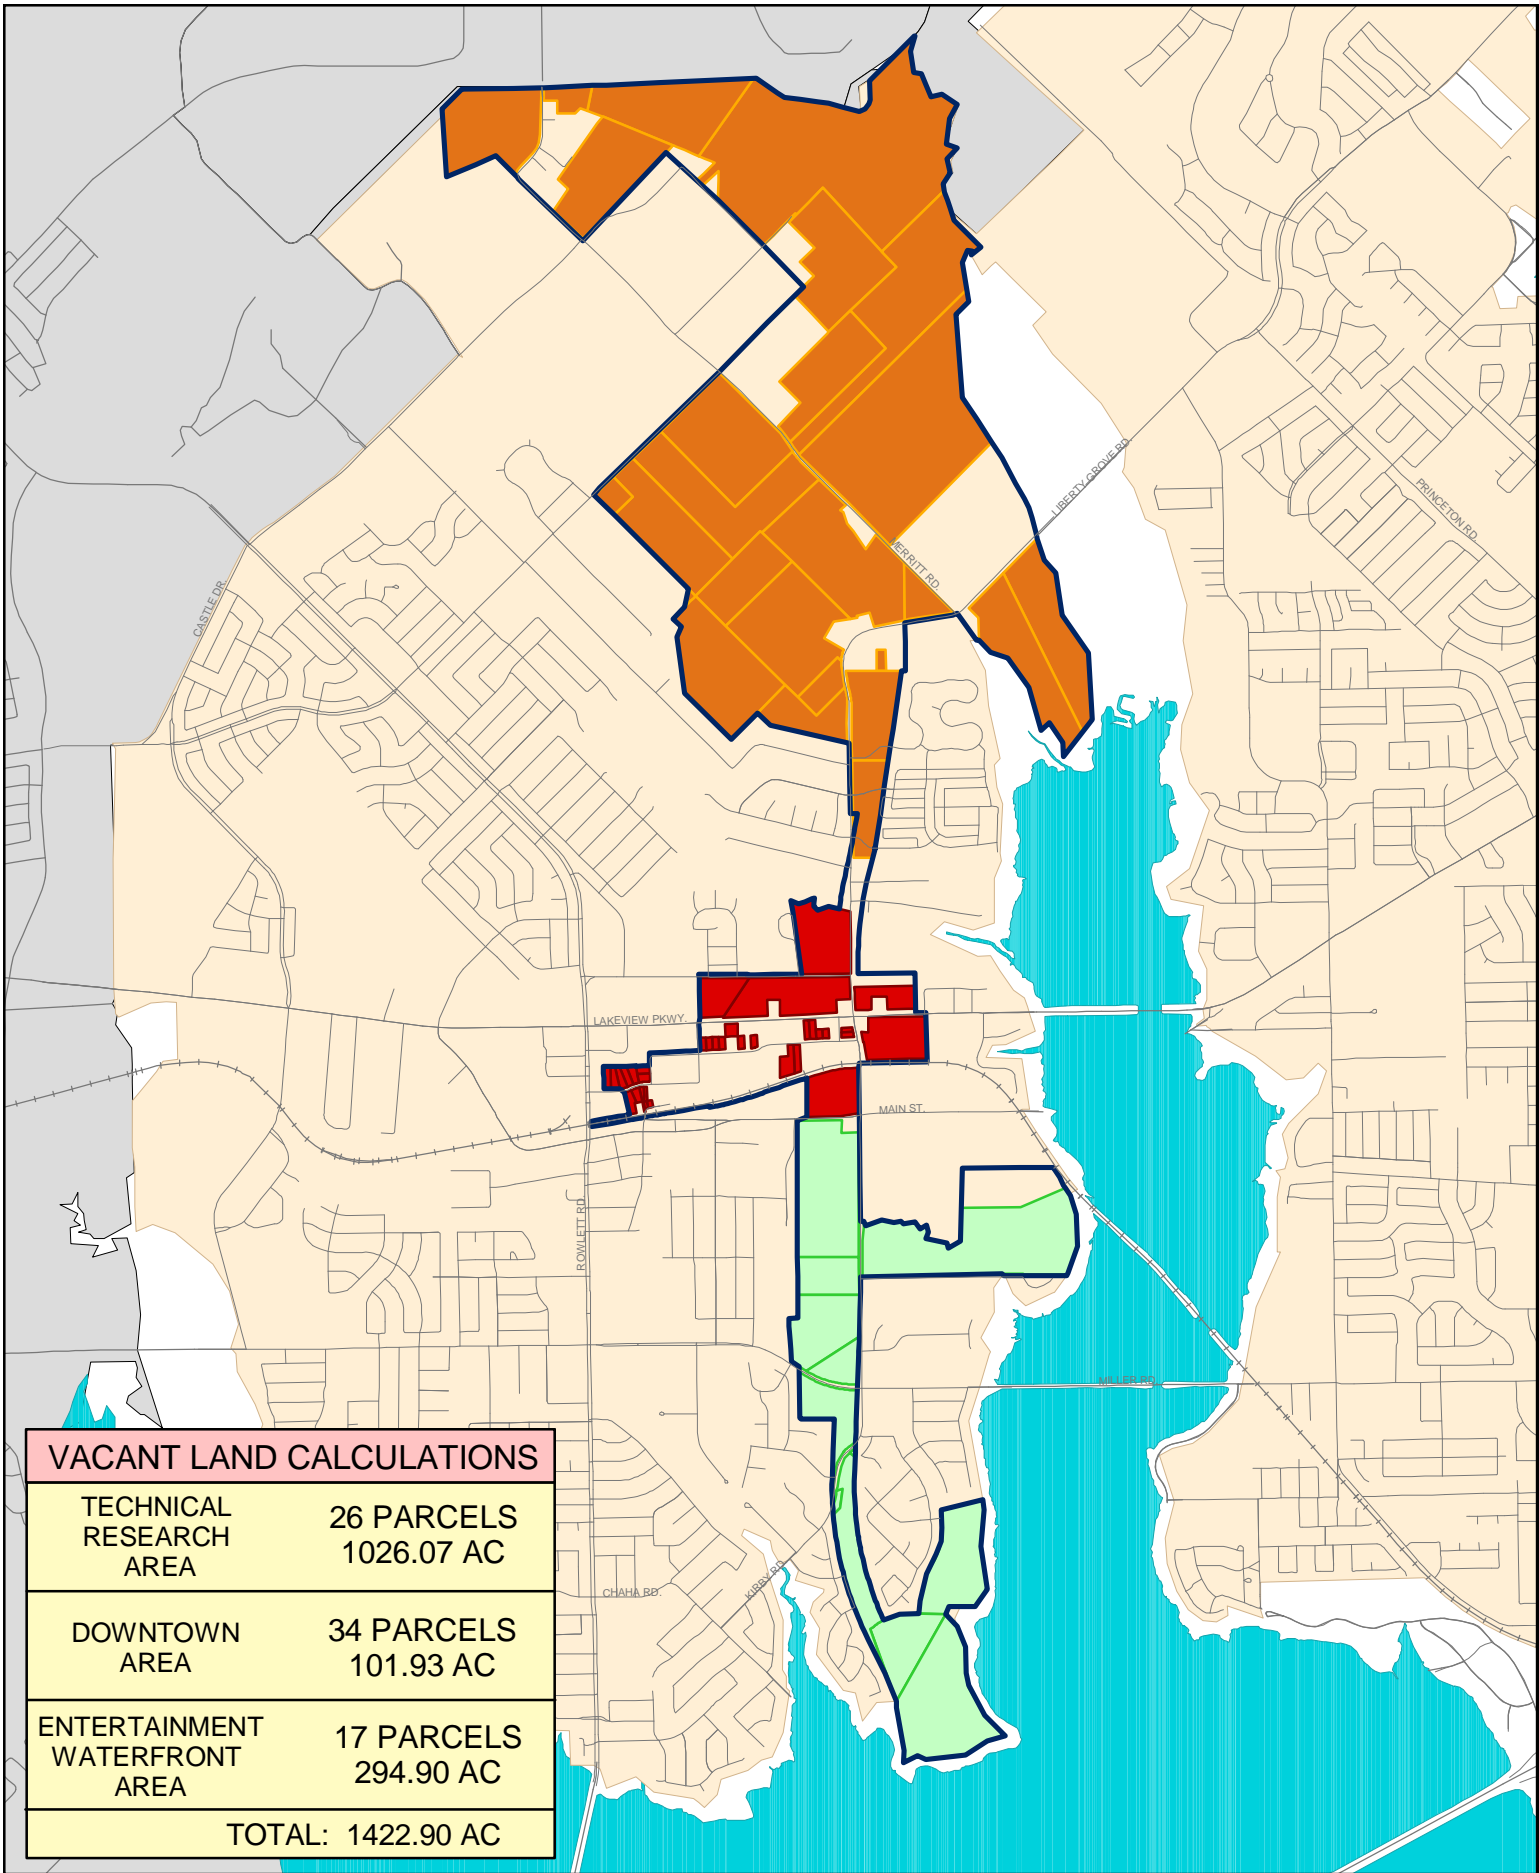 LIBERTY GROVE RD.
PRINCETON RD
MERRITT RD
CASTLE DR.
LAKEVIEW PKWY.
MAIN ST.
ROWLETT RD
MILLER RD.
KIRBY RD
CHAHA RD.
VACANT LAND CALCULATIONS
TECHNICAL
RESEARCH
AREA
26 PARCELS
1026.07 AC
DOWNTOWN
AREA
34 PARCELS
101.93 AC
ENTERTAINMENT
WATERFRONT
AREA
17 PARCELS
294.90 AC
TOTAL: 1422.90 AC